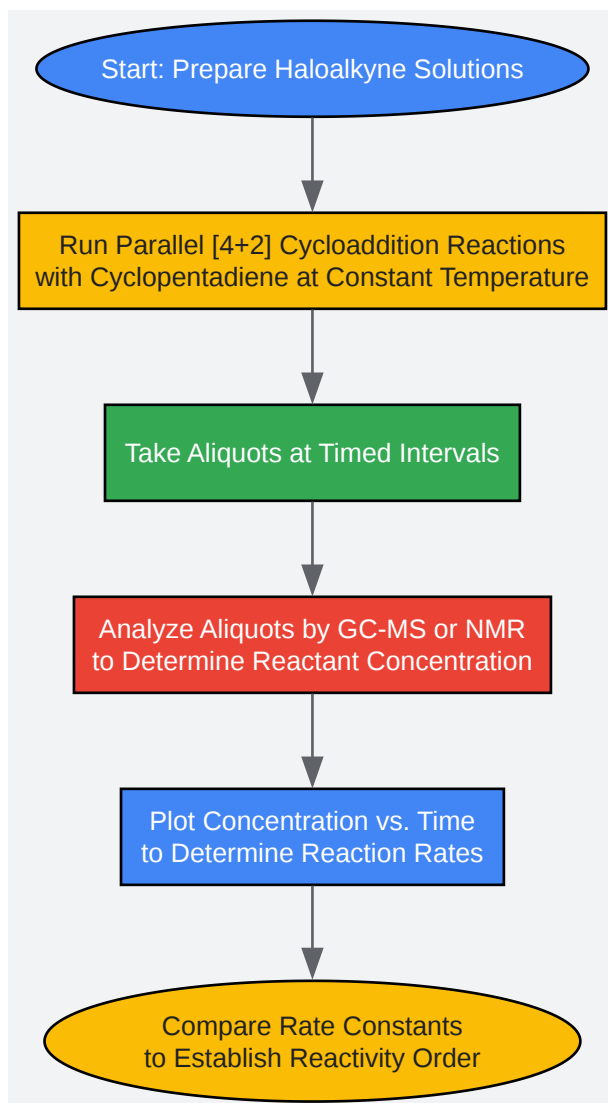 Start: Prepare Haloalkyne Solutions
Run Parallel [4+2] Cycloaddition Reactions
with Cyclopentadiene at Constant Temperature
Take Aliquots at Timed Intervals
Analyze Aliquots by GC-MS or NMR
to Determine Reactant Concentration
Plot Concentration vs. Time
to Determine Reaction Rates
Compare Rate Constants
to Establish Reactivity Order